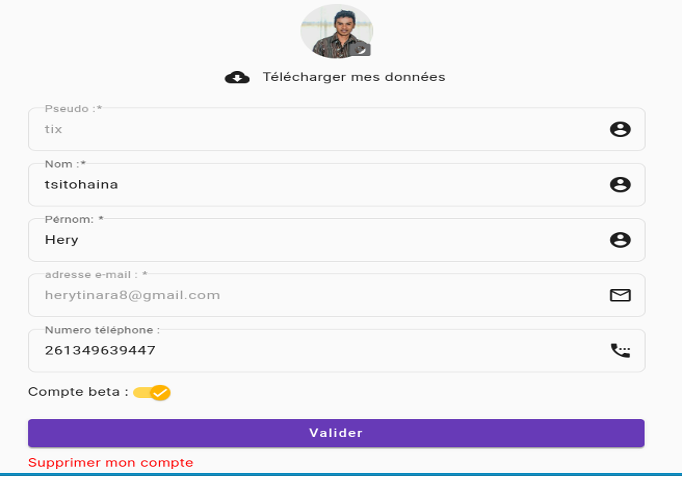 Télécharger mes données
Pseudo :*
tix
Nom :*
tsitohaina
Pérnom: *
Hery
adresse e-mail : *
herytinara8@gmail.com
Numero téléphone :
261349639447
Compte beta :
Valider
Supprimer mon compte